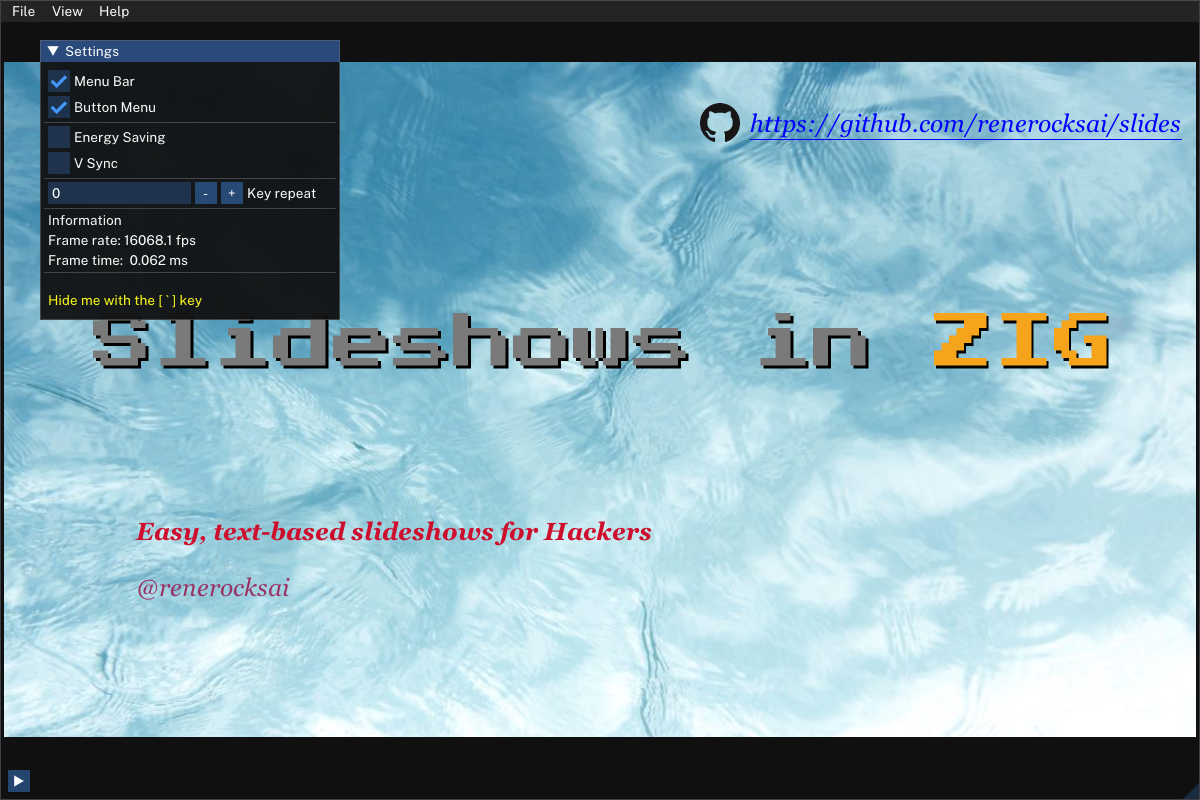 File View Help
Settings
Menu Bar
Button Menu
Energy Saving
V Sync
0 - + Key repeat
Information
Frame rate: 16068.1 fps
Frame time: 0.062 ms
Hide me with the [`] key
https://github.com/renerocksai/slides
Slideshows in ZIG
Easy, text-based slideshows for Hackers
@renerocksai